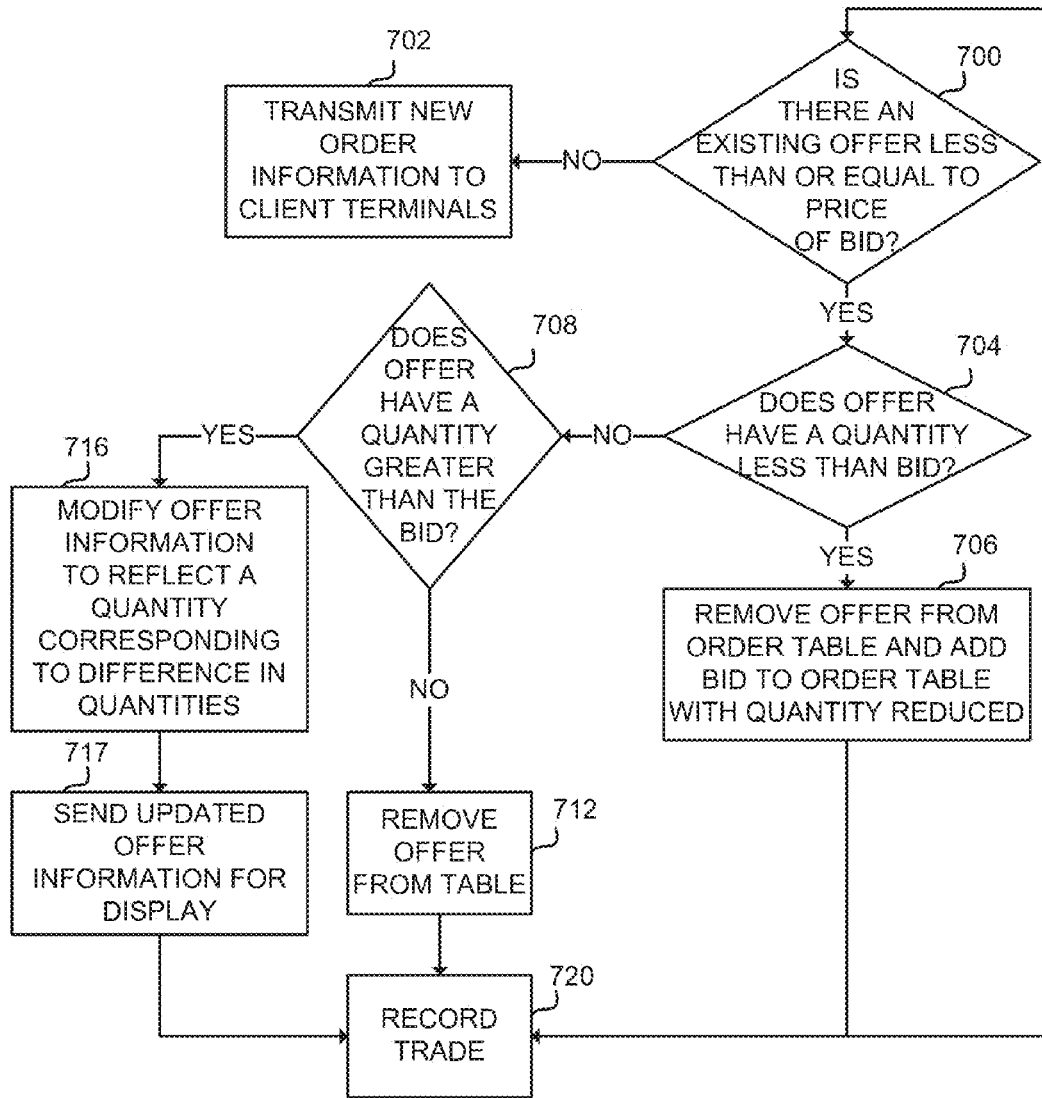 702
TRANSMIT NEW
ORDER
INFORMATION TO
CLIENT TERMINALS
NO
700
IS
THERE AN
EXISTING OFFER LESS
THAN OR EQUAL TO
PRICE
OF BID?
YES
704
DOES OFFER
HAVE A QUANTITY
LESS THAN BID?
NO
708
DOES
OFFER
HAVE A
QUANTITY
GREATER
THAN THE
BID?
YES
716
MODIFY OFFER
INFORMATION
TO REFLECT A
QUANTITY
CORRESPONDING
TO DIFFERENCE IN
QUANTITIES
YES
706
REMOVE OFFER FROM
ORDER TABLE AND ADD
BID TO ORDER TABLE
WITH QUANTITY REDUCED
NO
717
SEND UPDATED
OFFER
INFORMATION FOR
DISPLAY
712
REMOVE
OFFER
FROM TABLE
720
RECORD
TRADE